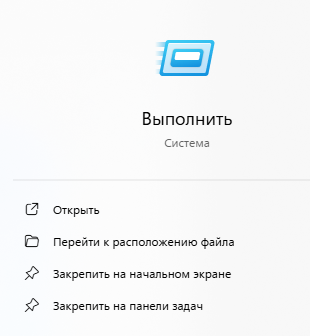 Выполнить
Система
Открыть
Перейти к расположению файла
Закрепить на начальном экране
Закрепить на панели задач